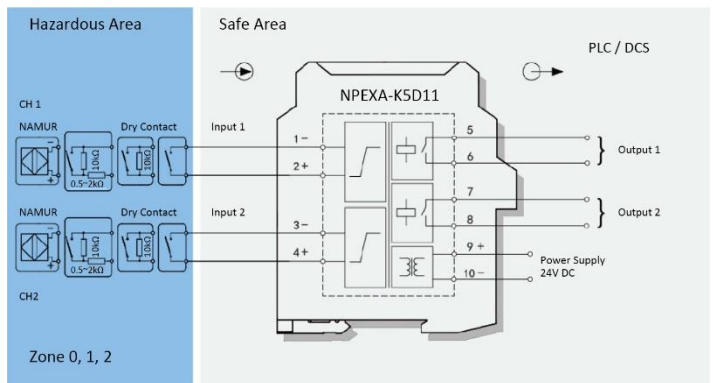 Hazardous Area
Safe Area
PLC / DCS
NPEXA-K5D11
CH 1
NAMUR
Dry Contact
Input 1
−
+
10kΩ
0.5~2kΩ
10kΩ
1−
2+
5
6
Output 1
NAMUR
Dry Contact
Input 2
−
+
10kΩ
0.5~2kΩ
10kΩ
3−
4+
7
8
Output 2
9 +
10−
Power Supply
24V DC
CH2
Zone 0, 1, 2